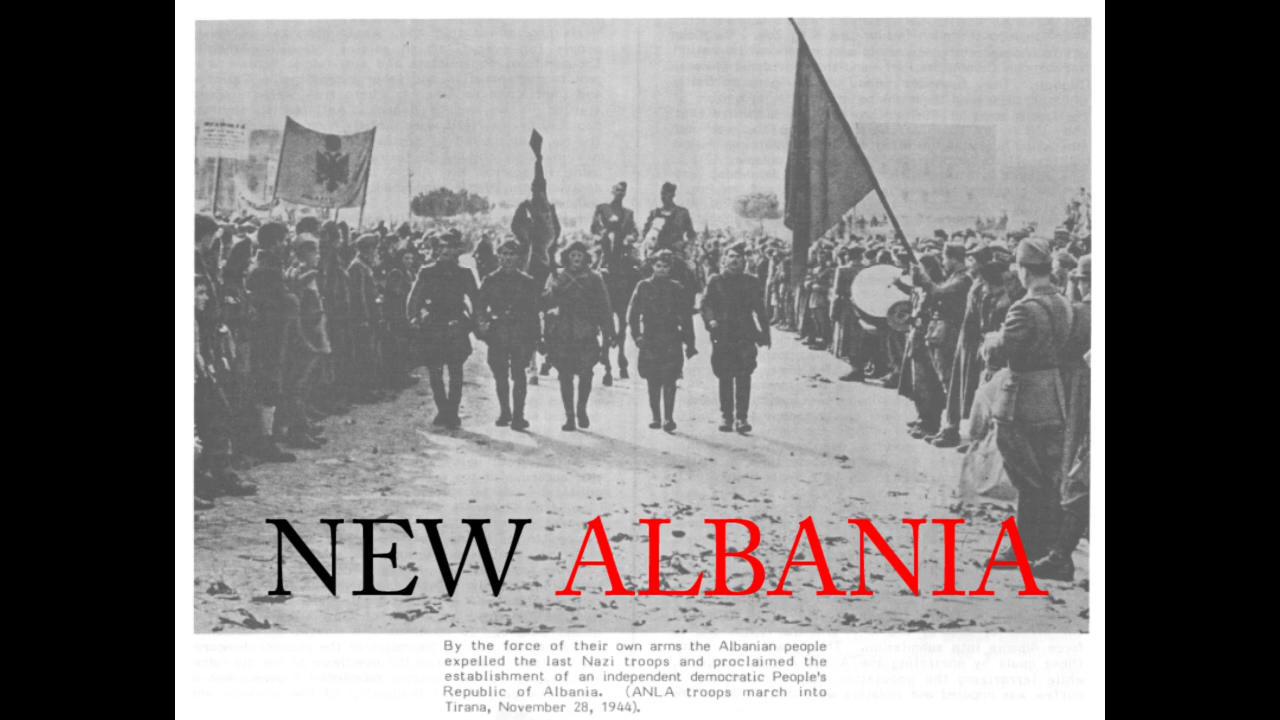 NEW ALBANIA
By the force of their own arms the Albanian people
expelled the last Nazi troops and proclaimed the
establishment of an independent democratic People's
Republic of Albania. (ANLA troops march into
Tirana, November 28, 1944).